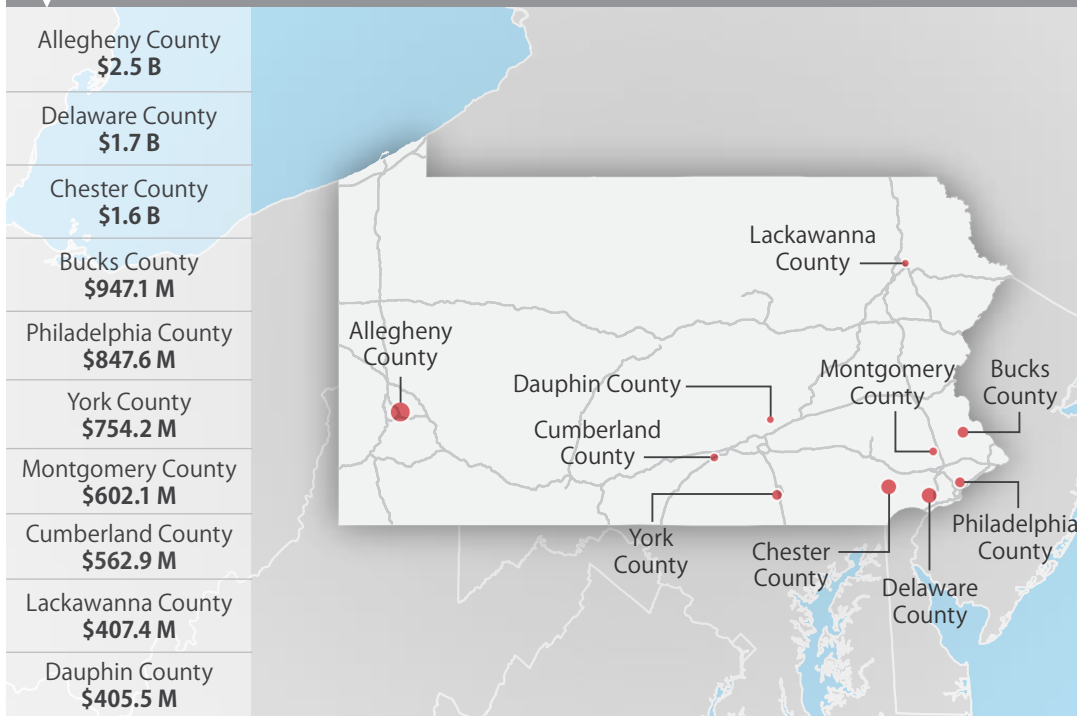 Allegheny County
$2.5 B
Delaware County
$1.7 B
Chester County
$1.6 B
Bucks County
$947.1 M
Philadelphia County
$847.6 M
York County
$754.2 M
Montgomery County
$602.1 M
Cumberland County
$562.9 M
Lackawanna County
$407.4 M
Dauphin County
$405.5 M
Lackawanna
County
Allegheny
County
Dauphin County
Montgomery
County
Bucks
County
Cumberland
County
York
County
Chester
County
Philadelphia
County
Delaware
County